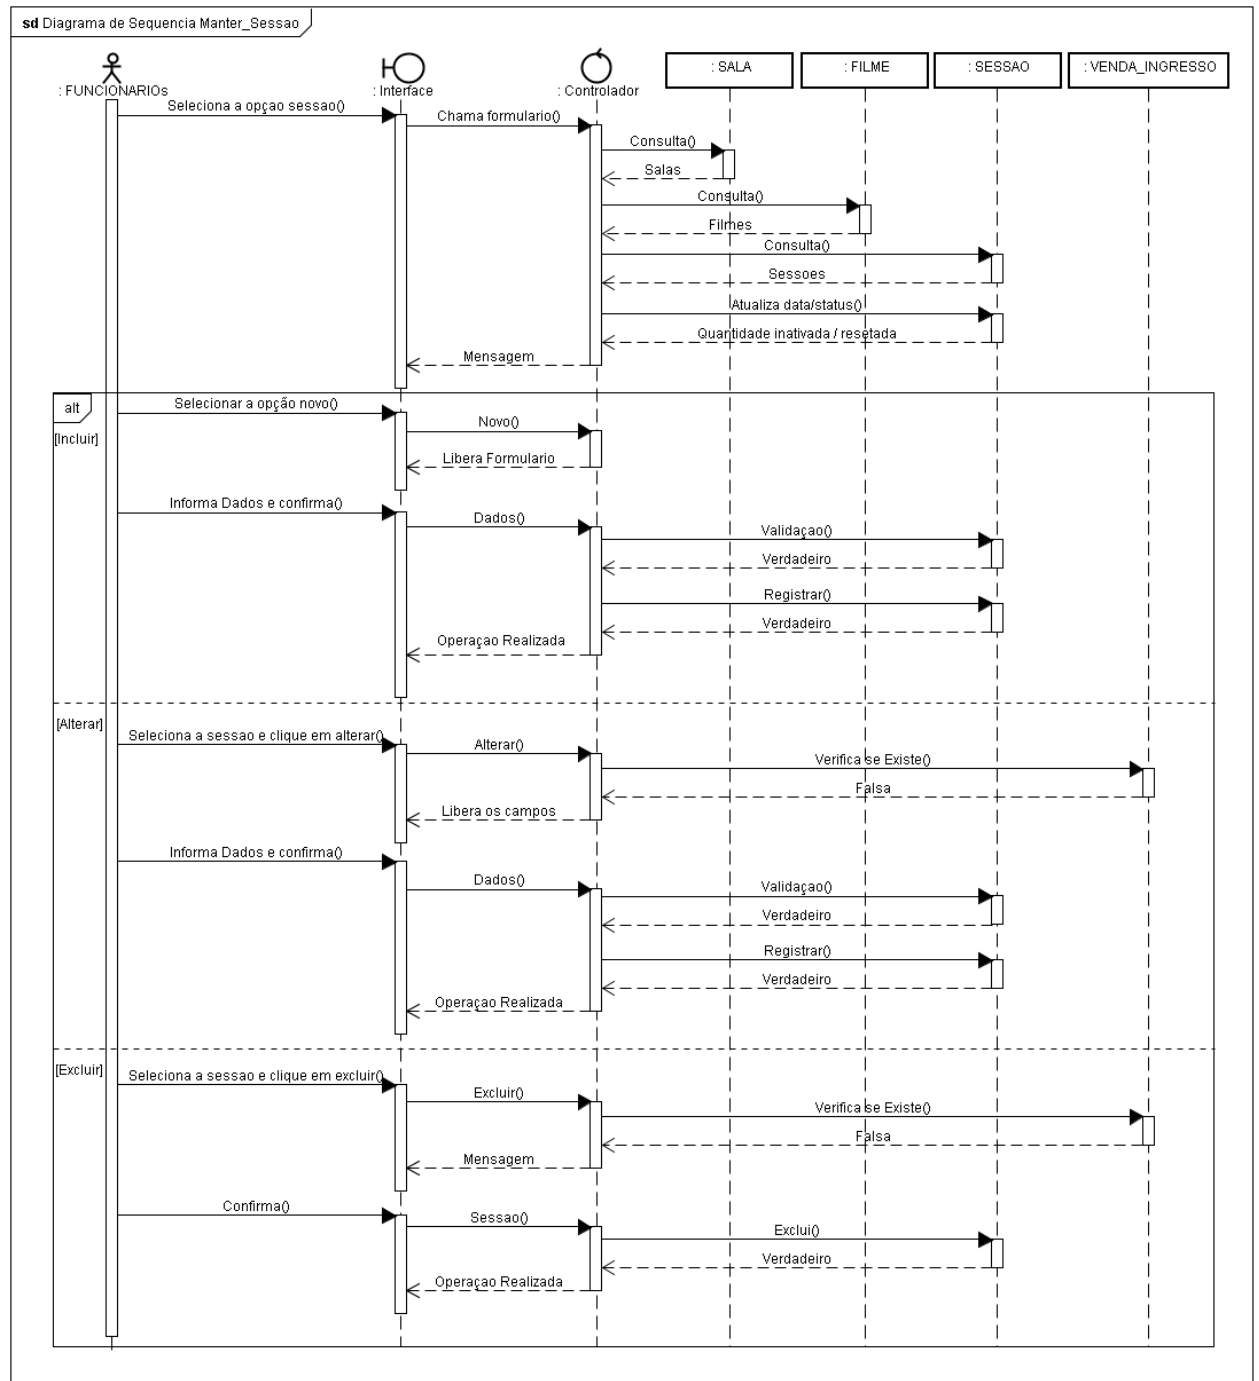 sd Diagrama de Sequencia Manter_Sessao
: FUNCIONARIOs
: Interface
: Controlador
: SALA
: FILME
: SESSAO
: VENDA_INGRESSO
Seleciona a opçao sessao()
Chama formulario()
Consulta()
Salas
Consulta()
Filmes
Consulta()
Sessoes
Atualiza data/status()
Quantidade inativada / resetada
Mensagem
alt
Selecionar a opção novo()
[Incluir]
Novo()
Libera Formulario
Informa Dados e confirma()
Dados()
Validaçao()
Verdadeiro
Registrar()
Verdadeiro
Operaçao Realizada
[Alterar]
Seleciona a sessao e clique em alterar()
Alterar()
Verifica se Existe()
Falsa
Libera os campos
Informa Dados e confirma()
Dados()
Validaçao()
Verdadeiro
Registrar()
Verdadeiro
Operaçao Realizada
[Excluir]
Seleciona a sessao e clique em excluir()
Excluir()
Verifica se Existe()
Falsa
Mensagem
Confirma()
Sessao()
Exclui()
Verdadeiro
Operaçao Realizada